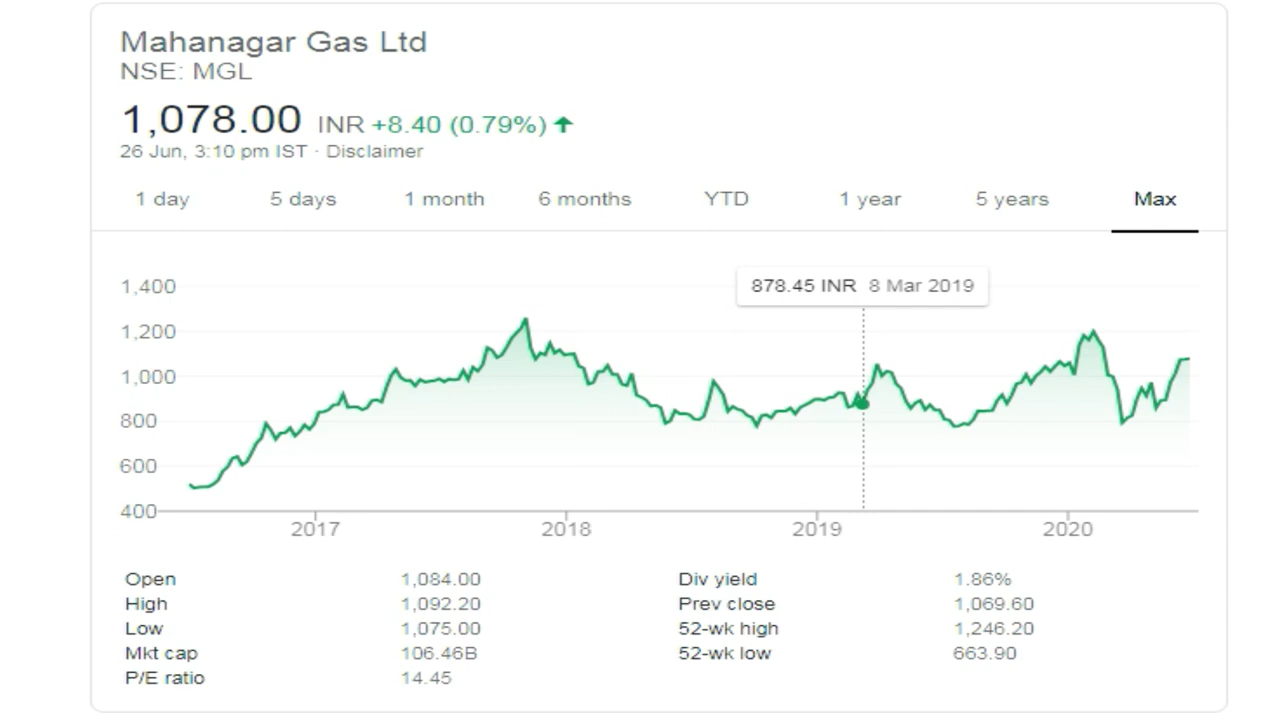 Mahanagar Gas Ltd
NSE: MGL
1,078.00 INR +8.40 (0.79%)
26 Jun, 3:10 pm IST · Disclaimer
1 day 5 days 1 month 6 months YTD 1 year 5 years Max
878.45 INR 8 Mar 2019
1,400
1,200
1,000
800
600
400
2017 2018 2019 2020
Open 1,084.00 Div yield 1.86%
High 1,092.20 Prev close 1,069.60
Low 1,075.00 52-wk high 1,246.20
Mkt cap 106.46B 52-wk low 663.90
P/E ratio 14.45